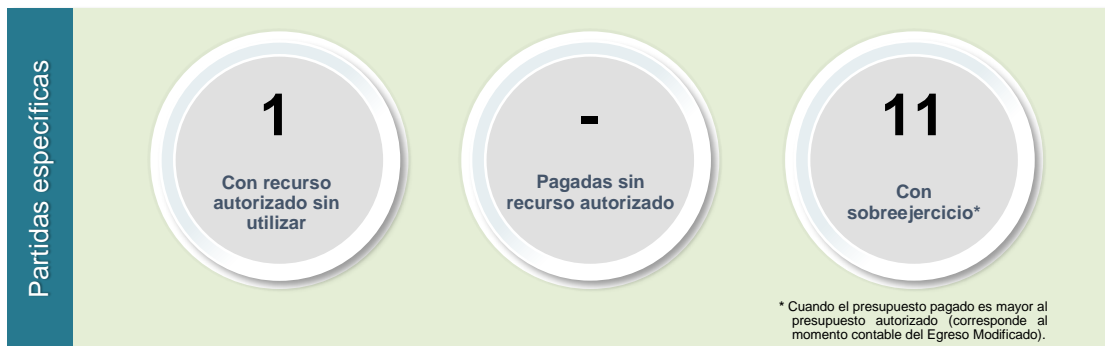 Partidas específicas
1
Con recurso
autorizado sin
utilizar
-
Pagadas sin
recurso autorizado
11
Con
sobreejercicio*
* Cuando el presupuesto pagado es mayor al
presupuesto autorizado (corresponde al
momento contable del Egreso Modificado).